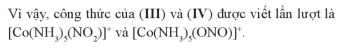 Vì vậy, công thức của (III) và (IV) được viết lần lượt là
[Co(NH₃)₅(NO₂)]⁺ và [Co(NH₃)₅(ONO)]⁺.